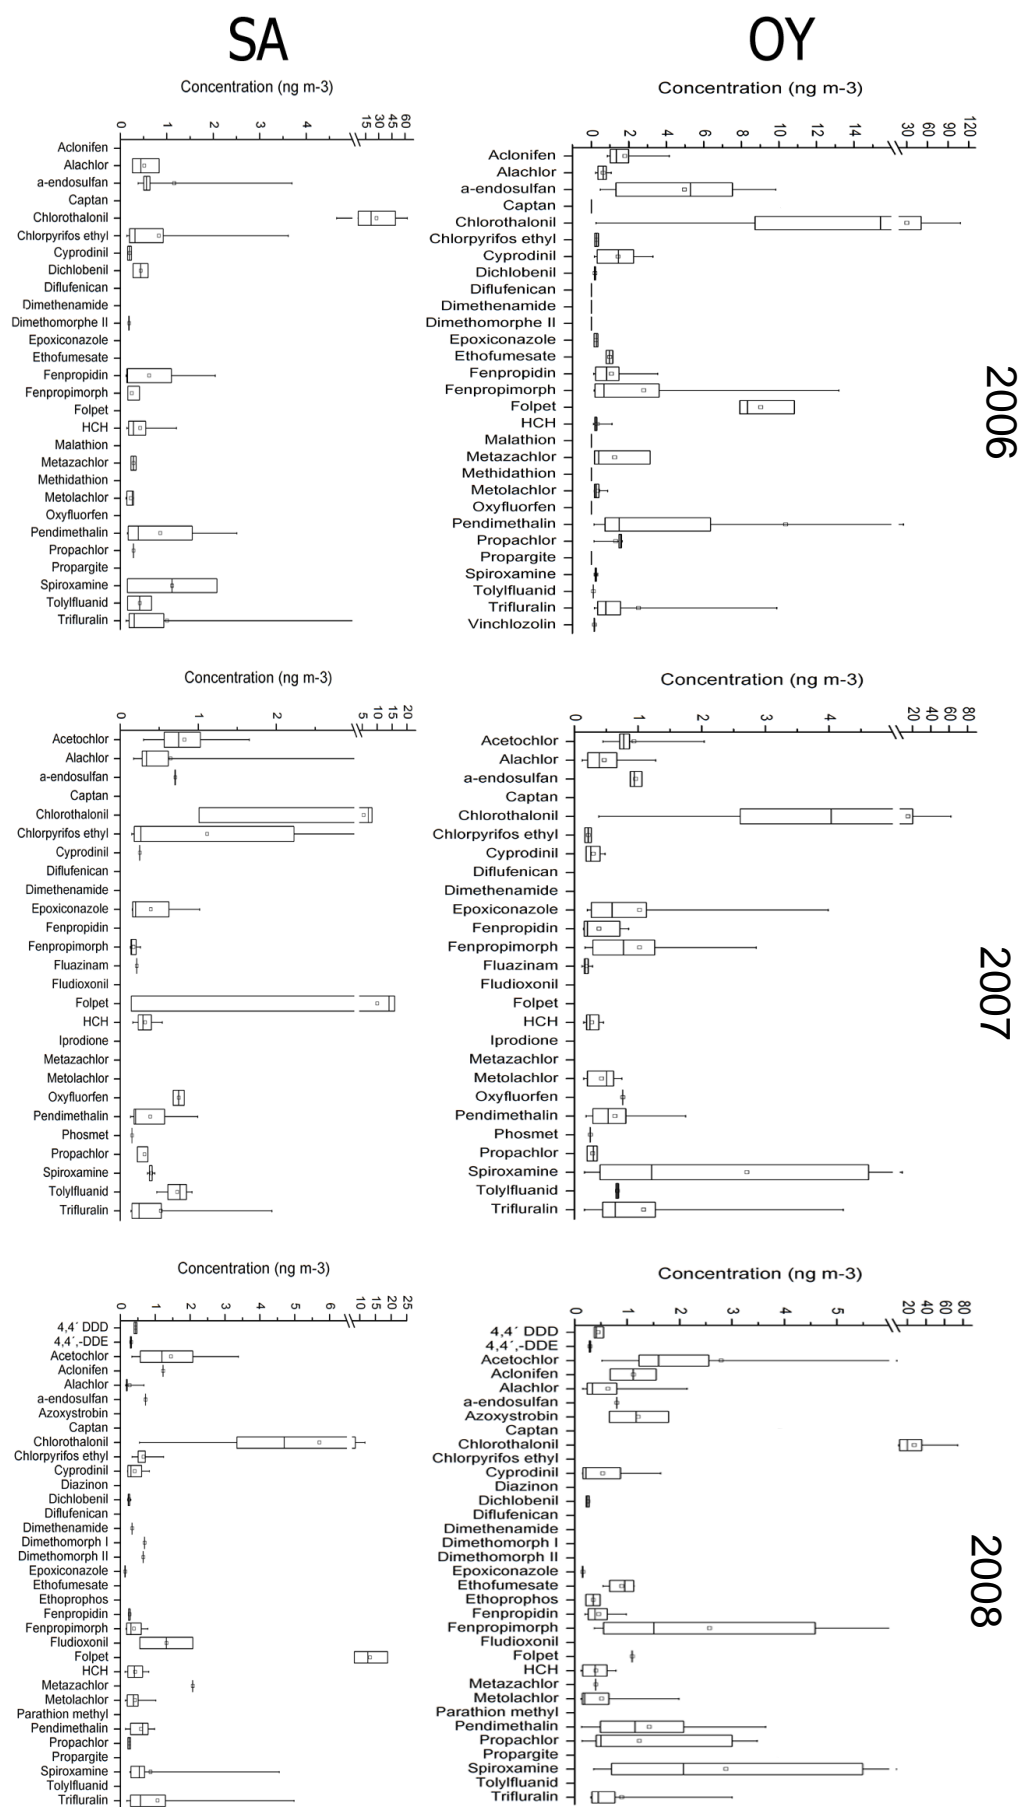 SA
OY
Concentration (ng m-3)
Concentration (ng m-3)
0 1 2 3 4 15 30 45 60
0 2 4 6 8 10 12 14 30 60 90 120
Aclonifen
Alachlor
a-endosulfan
Captan
Chlorothalonil
Chlorpyrifos ethyl
Cyprodinil
Dichlobenil
Diflufenican
Dimethenamide
Dimethomorphe II
Epoxiconazole
Ethofumesate
Fenpropidin
Fenpropimorph
Folpet
HCH
Malathion
Metazachlor
Methidathion
Metolachlor
Oxyfluorfen
Pendimethalin
Propachlor
Propargite
Spiroxamine
Tolylfluanid
Trifluralin
Aclonifen
Alachlor
a-endosulfan
Captan
Chlorothalonil
Chlorpyrifos ethyl
Cyprodinil
Dichlobenil
Diflufenican
Dimethenamide
Dimethomorphe II
Epoxiconazole
Ethofumesate
Fenpropidin
Fenpropimorph
Folpet
HCH
Malathion
Metazachlor
Methidathion
Metolachlor
Oxyfluorfen
Pendimethalin
Propachlor
Propargite
Spiroxamine
Tolylfluanid
Trifluralin
Vinchlozolin
2006
Concentration (ng m-3)
Concentration (ng m-3)
0 1 2 5 10 15 20
0 1 2 3 4 20 40 60 80
Acetochlor
Alachlor
a-endosulfan
Captan
Chlorothalonil
Chlorpyrifos ethyl
Cyprodinil
Diflufenican
Dimethenamide
Epoxiconazole
Fenpropidin
Fenpropimorph
Fluazinam
Fludioxonil
Folpet
HCH
Iprodione
Metazachlor
Metolachlor
Oxyfluorfen
Pendimethalin
Phosmet
Propachlor
Spiroxamine
Tolylfluanid
Trifluralin
Acetochlor
Alachlor
a-endosulfan
Captan
Chlorothalonil
Chlorpyrifos ethyl
Cyprodinil
Diflufenican
Dimethenamide
Epoxiconazole
Fenpropidin
Fenpropimorph
Fluazinam
Fludioxonil
Folpet
HCH
Iprodione
Metazachlor
Metolachlor
Oxyfluorfen
Pendimethalin
Phosmet
Propachlor
Spiroxamine
Tolylfluanid
Trifluralin
2007
Concentration (ng m-3)
Concentration (ng m-3)
0 1 2 3 4 5 6 10 15 20 25
0 1 2 3 4 5 20 40 60 80
4,4´ DDD
4,4´,-DDE
Acetochlor
Aclonifen
Alachlor
a-endosulfan
Azoxystrobin
Captan
Chlorothalonil
Chlorpyrifos ethyl
Cyprodinil
Diazinon
Dichlobenil
Diflufenican
Dimethenamide
Dimethomorph I
Dimethomorph II
Epoxiconazole
Ethofumesate
Ethoprophos
Fenpropidin
Fenpropimorph
Fludioxonil
Folpet
HCH
Metazachlor
Metolachlor
Parathion methyl
Pendimethalin
Propachlor
Propargite
Spiroxamine
Tolylfluanid
Trifluralin
4,4´ DDD
4,4´,-DDE
Acetochlor
Aclonifen
Alachlor
a-endosulfan
Azoxystrobin
Captan
Chlorothalonil
Chlorpyrifos ethyl
Cyprodinil
Diazinon
Dichlobenil
Diflufenican
Dimethenamide
Dimethomorph I
Dimethomorph II
Epoxiconazole
Ethofumesate
Ethoprophos
Fenpropidin
Fenpropimorph
Fludioxonil
Folpet
HCH
Metazachlor
Metolachlor
Parathion methyl
Pendimethalin
Propachlor
Propargite
Spiroxamine
Tolylfluanid
Trifluralin
2008